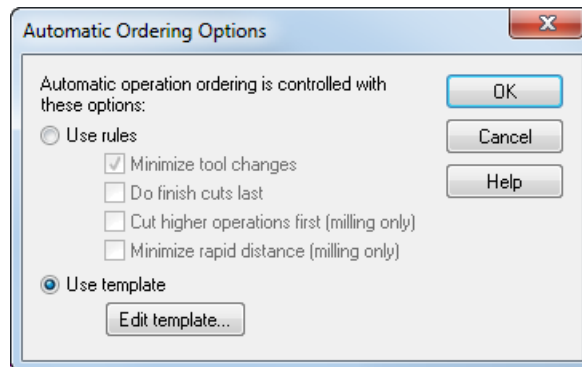 Automatic Ordering Options
Automatic operation ordering is controlled with
these options:
OK
Use rules
Cancel
Minimize tool changes
Help
Do finish cuts last
Cut higher operations first (milling only)
Minimize rapid distance (milling only)
Use template
Edit template...